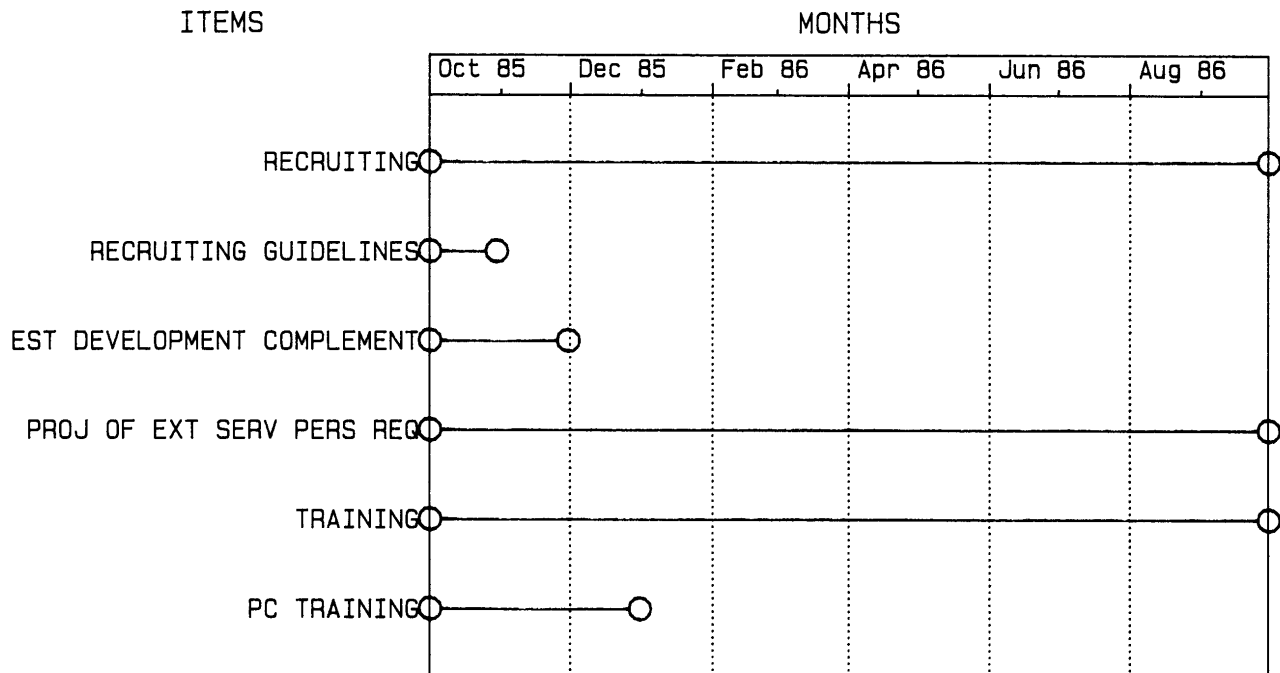 ITEMS MONTHS
Oct 85 Dec 85 Feb 86 Apr 86 Jun 86 Aug 86
RECRUITING
RECRUITING GUIDELINES
EST DEVELOPMENT COMPLEMENT
PROJ OF EXT SERV PERS REQ
TRAINING
PC TRAINING